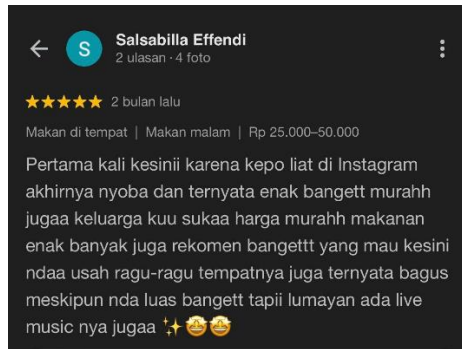 Salsabilla Effendi
S
2 ulasan · 4 foto
★★★★★ 2 bulan lalu
Makan di tempat | Makan malam | Rp 25.000–50.000
Pertama kali kesinii karena kepo liat di Instagram
akhirnya nyoba dan ternyata enak bangett murahh
jugaa keluarga kuu sukaa harga murahh makanan
enak banyak juga rekomen bangettt yang mau kesini
ndaa usah ragu-ragu tempatnya juga ternyata bagus
meskipun nda luas bangett tapii lumayan ada live
music nya jugaa ✨🤩🤩